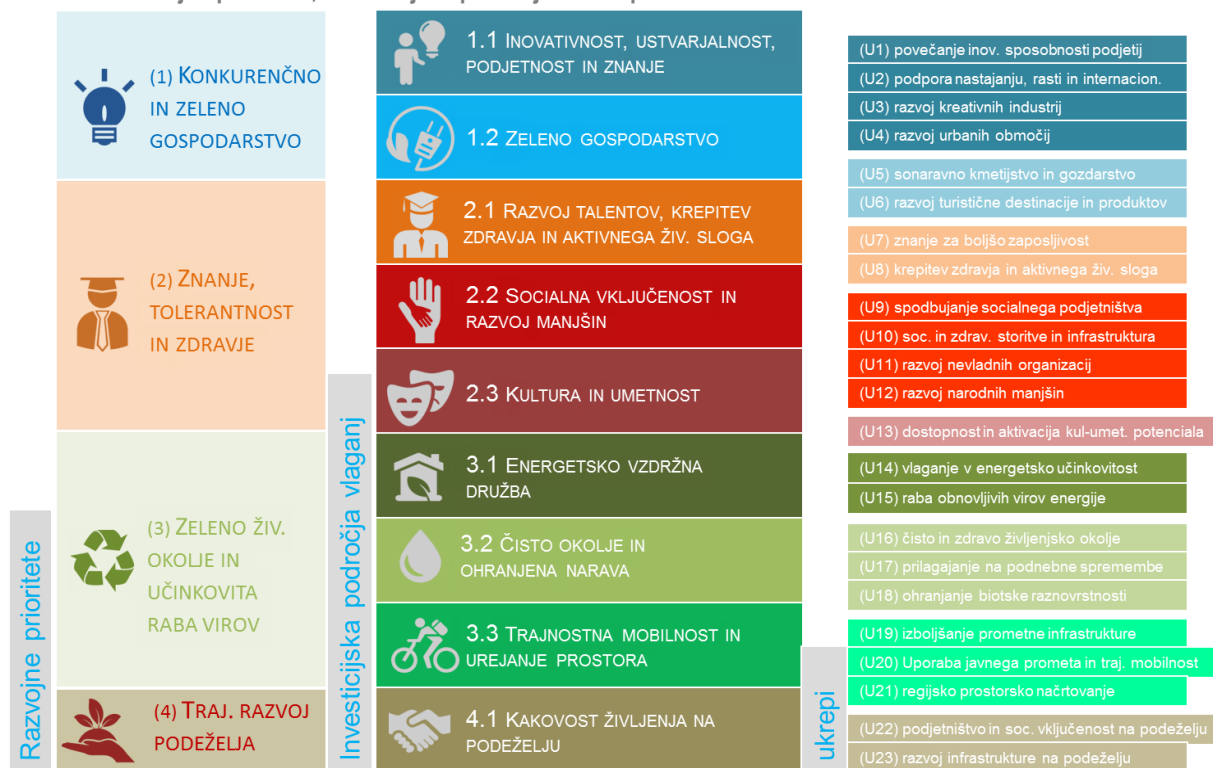 (1) KONKURENČNO
IN ZELENO
GOSPODARSTVO
(2) ZNANJE,
TOLERANTNOST
IN ZDRAVJE
(3) ZELENO ŽIV.
OKOLJE IN
UČINKOVITA
RABA VIROV
(4) TRAJ. RAZVOJ
PODEŽELJA
Razvojne prioritete
1.1 INOVATIVNOST, USTVARJALNOST,
PODJETNOST IN ZNANJE
1.2 ZELENO GOSPODARSTVO
2.1 RAZVOJ TALENTOV, KREPITEV
ZDRAVJA IN AKTIVNEGA ŽIV. SLOGA
2.2 SOCIALNA VKLJUČENOST IN
RAZVOJ MANJŠIN
2.3 KULTURA IN UMETNOST
3.1 ENERGETSKO VZDRŽNA
DRUŽBA
3.2 ČISTO OKOLJE IN
OHRANJENA NARAVA
3.3 TRAJNOSTNA MOBILNOST IN
UREJANJE PROSTORA
4.1 KAKOVOST ŽIVLJENJA NA
PODEŽELJU
Investicijska področja vlaganj
(U1) povečanje inov. sposobnosti podjetij
(U2) podpora nastajanju, rasti in internacion.
(U3) razvoj kreativnih industrij
(U4) razvoj urbanih območij
(U5) sonaravno kmetijstvo in gozdarstvo
(U6) razvoj turistične destinacije in produktov
(U7) znanje za boljšo zaposljivost
(U8) krepitev zdravja in aktivnega živ. sloga
(U9) spodbujanje socialnega podjetništva
(U10) soc. in zdrav. storitve in infrastruktura
(U11) razvoj nevladnih organizacij
(U12) razvoj narodnih manjšin
(U13) dostopnost in aktivacija kul-umet. potenciala
(U14) vlaganje v energetsko učinkovitost
(U15) raba obnovljivih virov energije
(U16) čisto in zdravo življenjsko okolje
(U17) prilagajanje na podnebne spremembe
(U18) ohranjanje biotske raznovrstnosti
(U19) izboljšanje prometne infrastrukture
(U20) Uporaba javnega prometa in traj. mobilnost
(U21) regijsko prostorsko načrtovanje
(U22) podjetništvo in soc. vključenost na podeželju
(U23) razvoj infrastrukture na podeželju
ukrepi